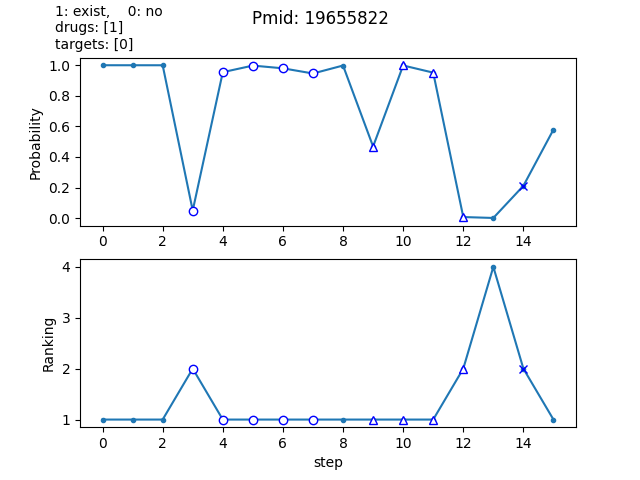 1: exist,    0: no
drugs: [1]
targets: [0]
Pmid: 19655822
1.0
0.8
0.6
0.4
0.2
0.0
Probability
0 2 4 6 8 10 12 14
4
3
2
1
Ranking
0 2 4 6 8 10 12 14
step